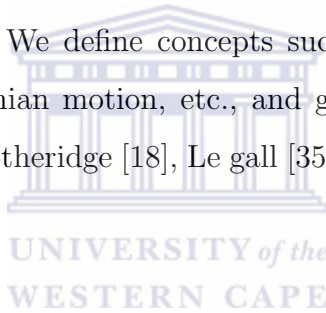 We define concepts suc
nian motion, etc., and g
theridge [18], Le gall [35
UNIVERSITY of the
WESTERN CAPE